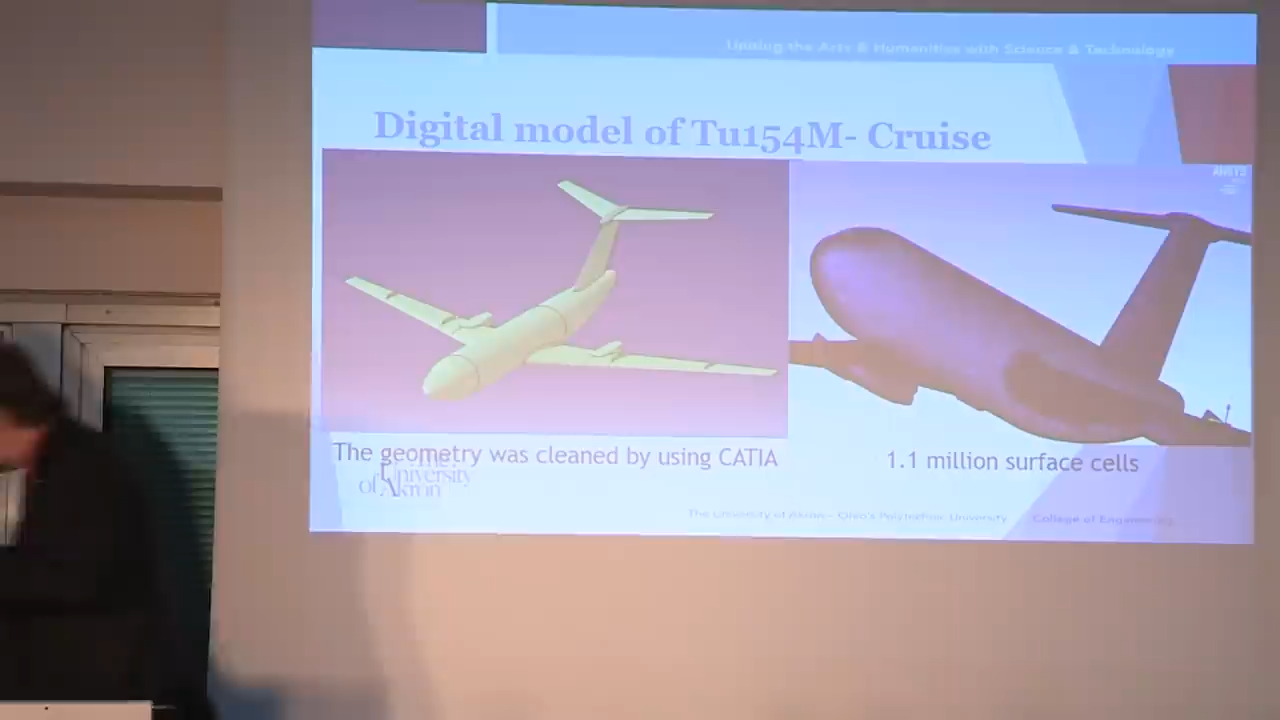 Uniting the Arts & Humanities with Science & Technology
Digital model of Tu154M- Cruise
ANSYS
The geometry was cleaned by using CATIA
1.1 million surface cells
The
University
of Akron
The University of Akron – Ohio's Polytechnic University
College of Engineering